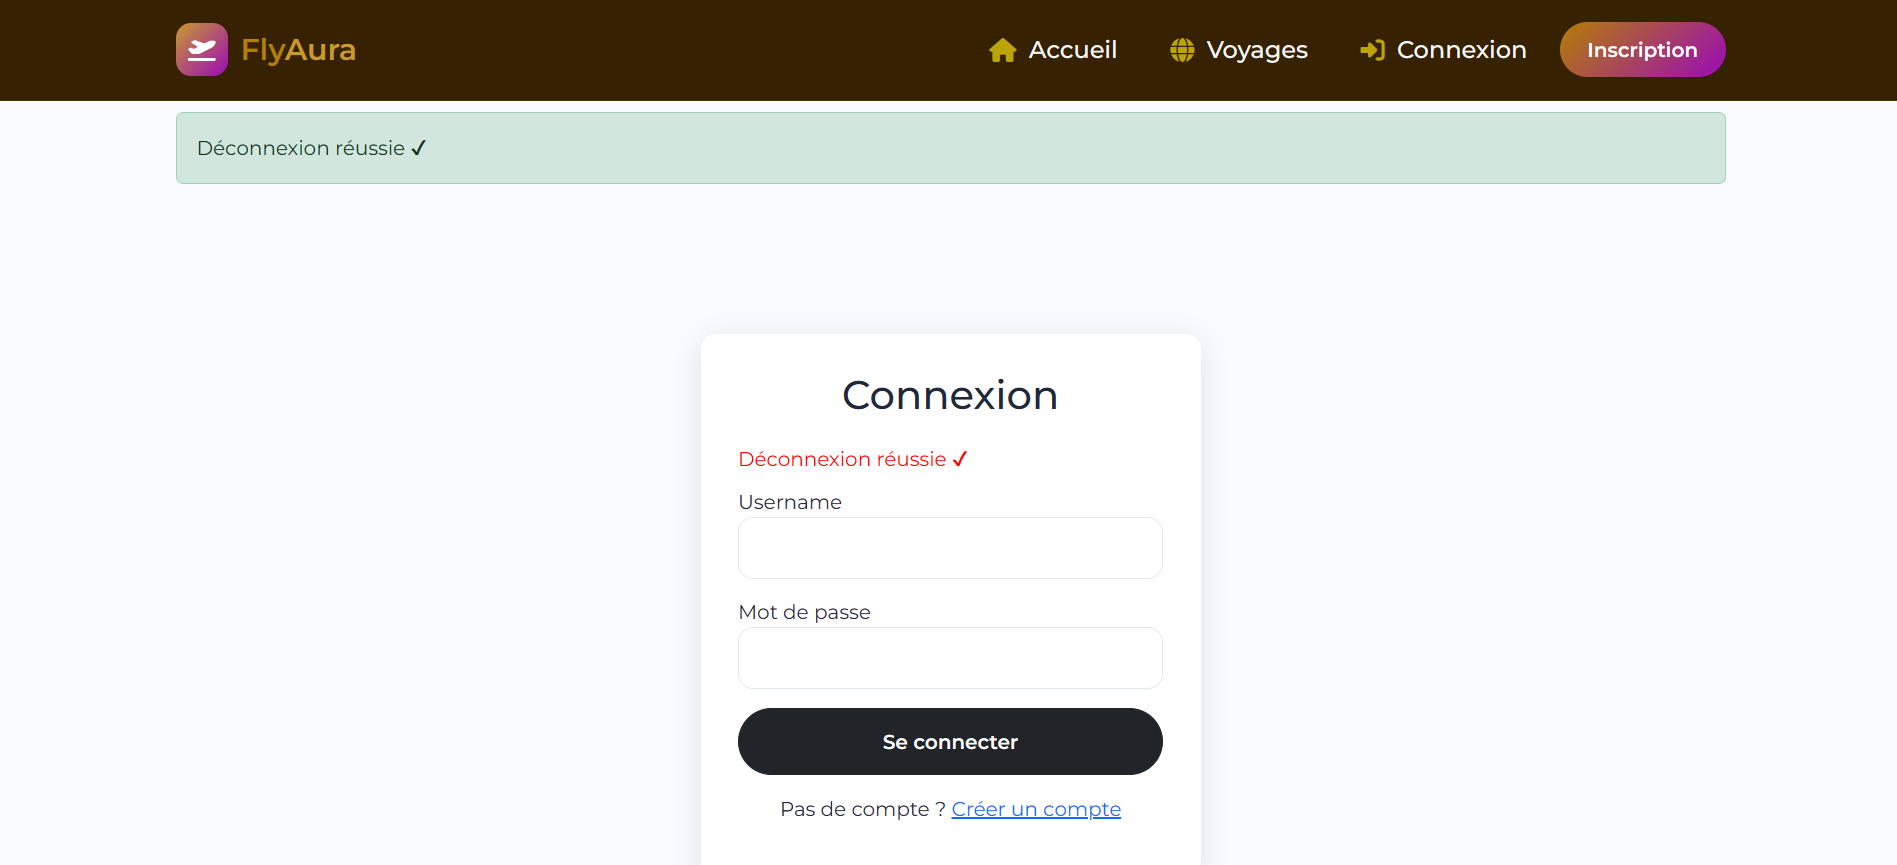 FlyAura
Accueil
Voyages
Connexion
Inscription
Déconnexion réussie ✓
Connexion
Déconnexion réussie ✓
Username
Mot de passe
Se connecter
Pas de compte ? Créer un compte